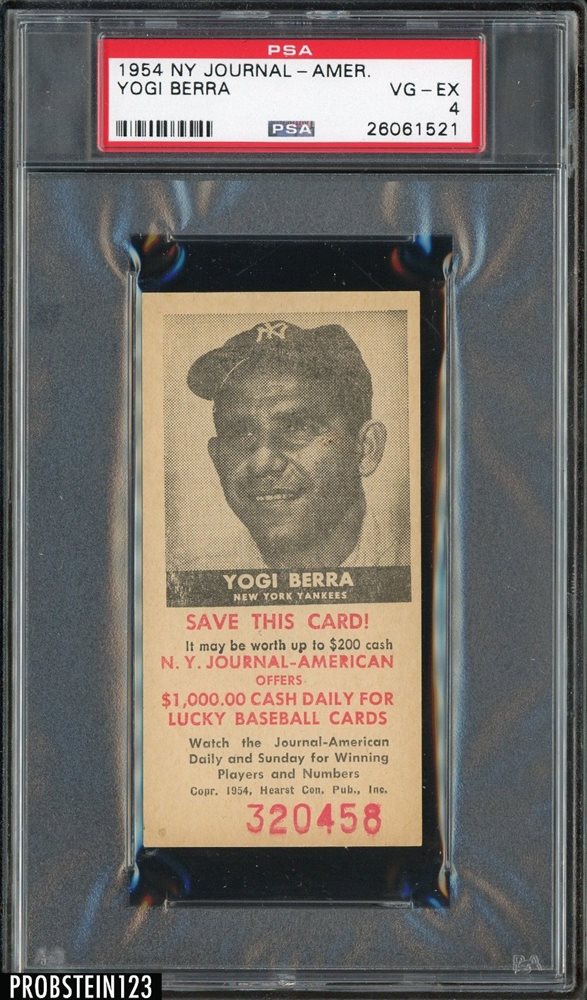 PSA
1954 NY JOURNAL-AMER.
YOGI BERRA VG-EX
4
PSA 26061521
NY
YOGI BERRA
NEW YORK YANKEES
SAVE THIS CARD!
It may be worth up to $200 cash
N. Y. JOURNAL-AMERICAN
OFFERS
$1,000.00 CASH DAILY FOR
LUCKY BASEBALL CARDS
Watch the Journal-American
Daily and Sunday for Winning
Players and Numbers
Copr. 1954, Hearst Con. Pub., Inc.
320458
PROBSTEIN123